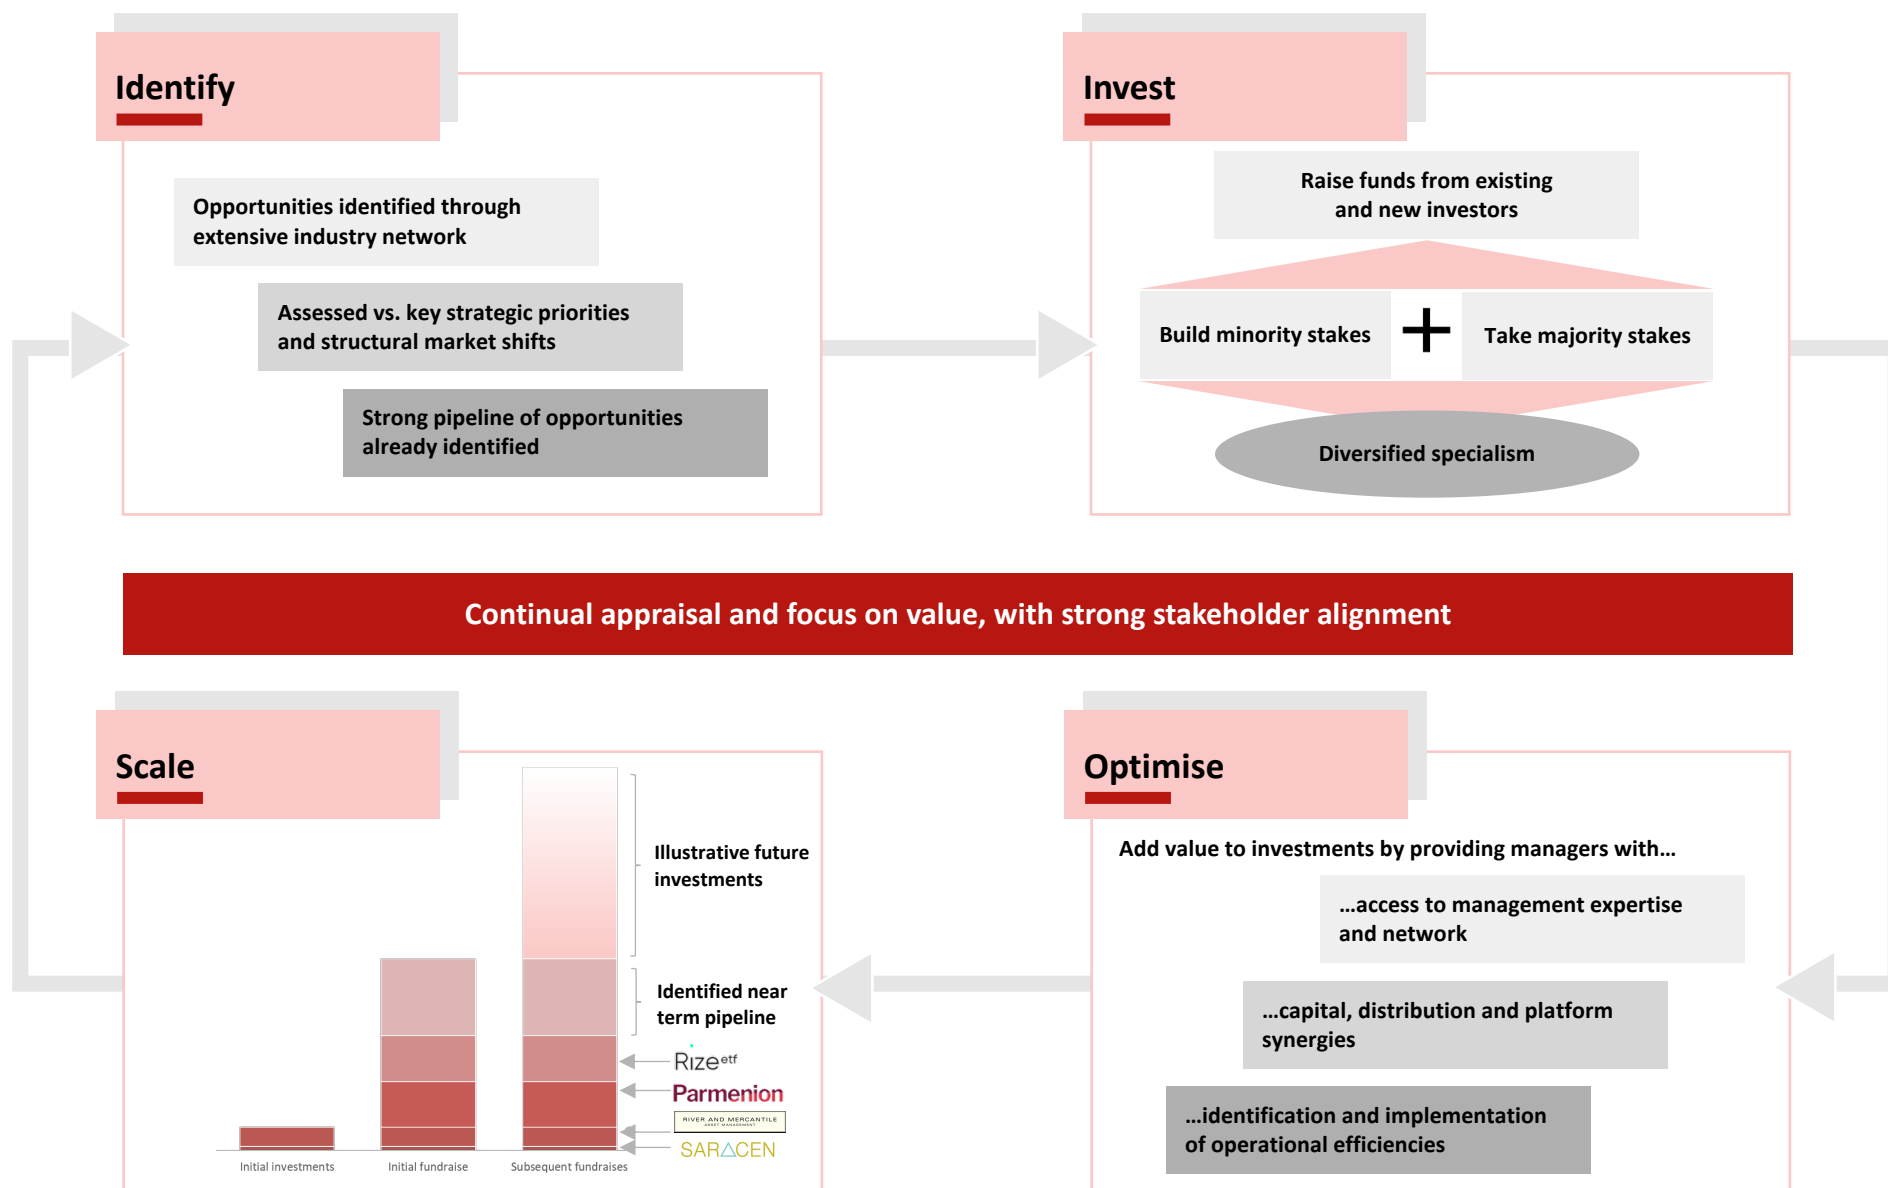 Identify
Opportunities identified through
extensive industry network
Assessed vs. key strategic priorities
and structural market shifts
Strong pipeline of opportunities
already identified
Invest
Raise funds from existing
and new investors
Build minority stakes
+
Take majority stakes
Diversified specialism
Continual appraisal and focus on value, with strong stakeholder alignment
Scale
Illustrative future
investments
Identified near
term pipeline
Rize etf
Parmenion
RIVER AND MERCANTILE
ASSET MANAGEMENT
SARACEN
Initial investments
Initial fundraise
Subsequent fundraises
Optimise
Add value to investments by providing managers with…
…access to management expertise
and network
…capital, distribution and platform
synergies
…identification and implementation
of operational efficiencies